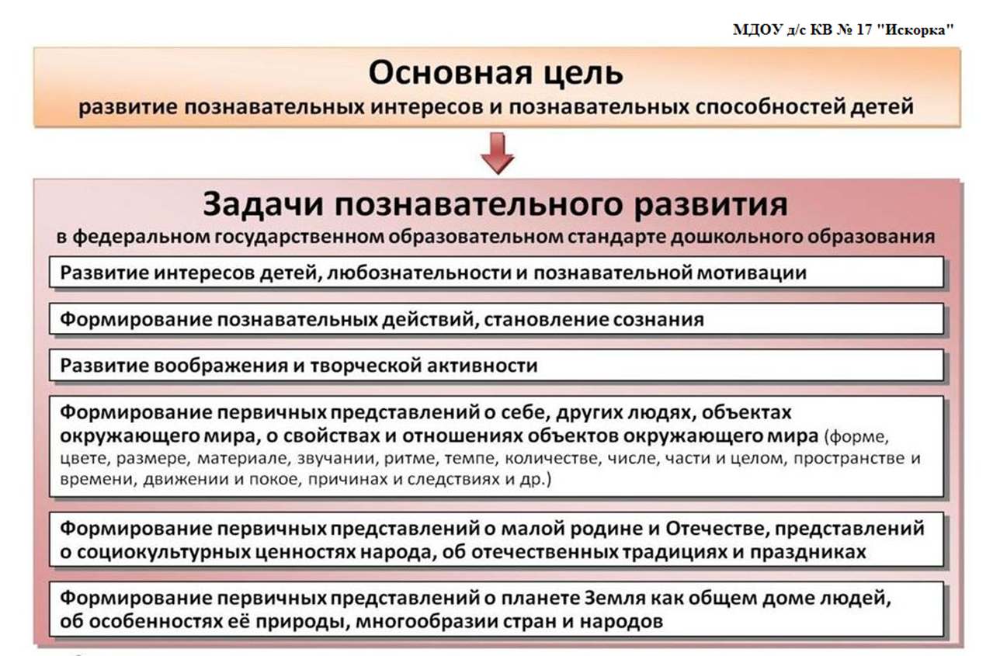 МДОУ д/с КВ № 17 "Искорка"
Основная цель
развитие познавательных интересов и познавательных способностей детей
Задачи познавательного развития
в федеральном государственном образовательном стандарте дошкольного образования
Развитие интересов детей, любознательности и познавательной мотивации
Формирование познавательных действий, становление сознания
Развитие воображения и творческой активности
Формирование первичных представлений о себе, других людях, объектах
окружающего мира, о свойствах и отношениях объектов окружающего мира (форме,
цвете, размере, материале, звучании, ритме, темпе, количестве, числе, части и целом, пространстве и
времени, движении и покое, причинах и следствиях и др.)
Формирование первичных представлений о малой родине и Отечестве, представлений
о социокультурных ценностях народа, об отечественных традициях и праздниках
Формирование первичных представлений о планете Земля как общем доме людей,
об особенностях её природы, многообразии стран и народов